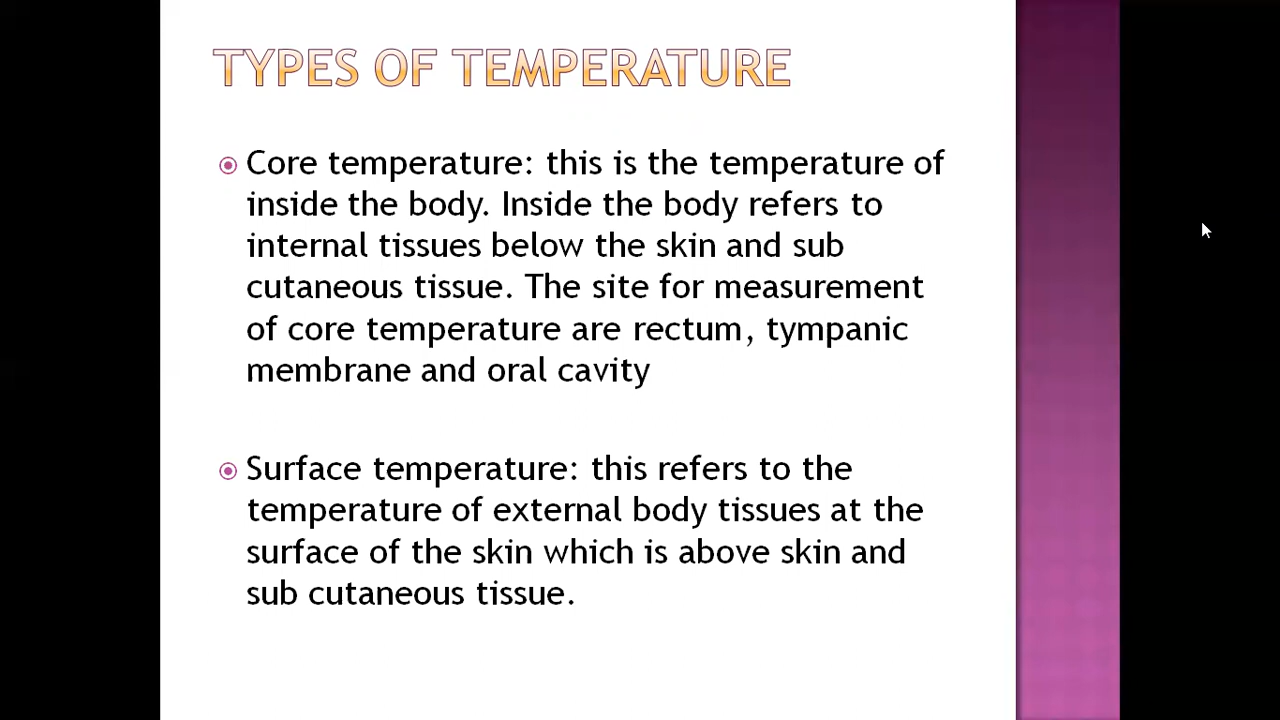 TYPES OF TEMPERATURE
Core temperature: this is the temperature of
inside the body. Inside the body refers to
internal tissues below the skin and sub
cutaneous tissue. The site for measurement
of core temperature are rectum, tympanic
membrane and oral cavity
Surface temperature: this refers to the
temperature of external body tissues at the
surface of the skin which is above skin and
sub cutaneous tissue.